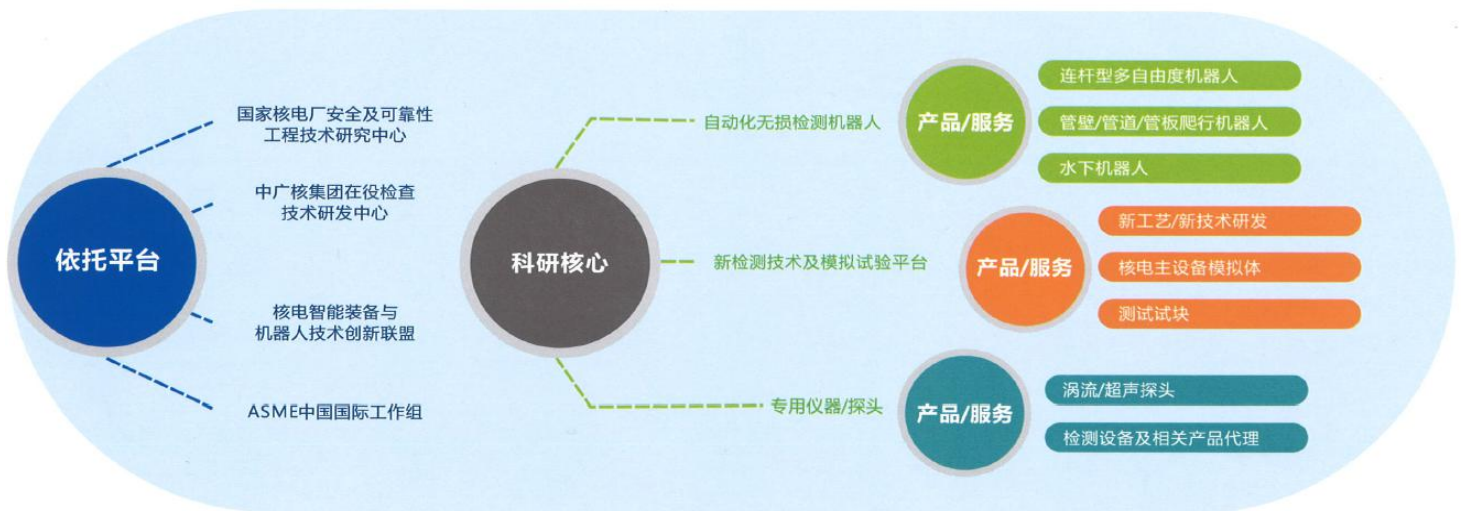 依托平台
国家核电厂安全及可靠性
工程技术研究中心
中广核集团在役检查
技术研发中心
核电智能装备与
机器人技术创新联盟
ASME中国国际工作组
科研核心
自动化无损检测机器人
产品/服务
连杆型多自由度机器人
管壁/管道/管板爬行机器人
水下机器人
新检测技术及模拟试验平台
产品/服务
新工艺/新技术研发
核电主设备模拟体
测试试块
专用仪器/探头
产品/服务
涡流/超声探头
检测设备及相关产品代理